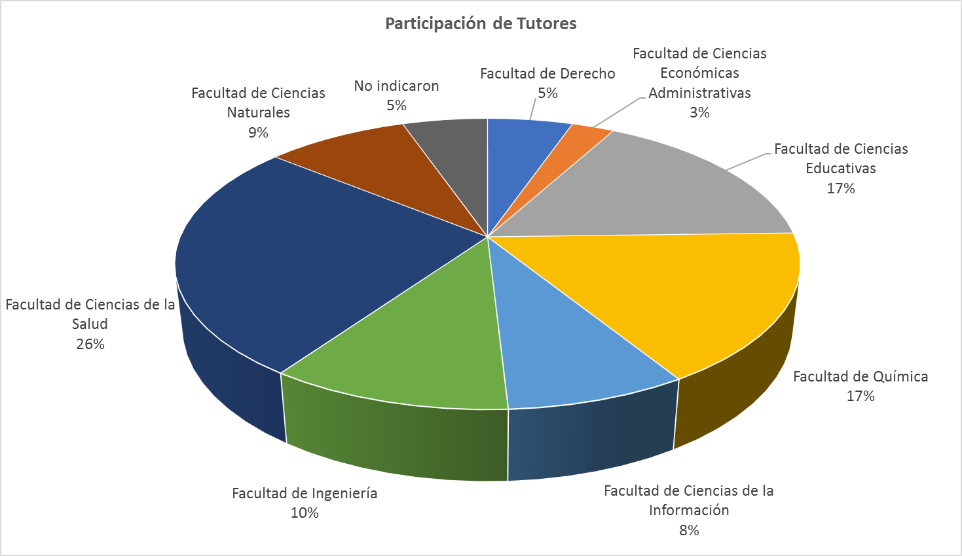 Participación de Tutores
Facultad de Derecho
5%
Facultad de Ciencias
Económicas
Administrativas
3%
Facultad de Ciencias
Educativas
17%
Facultad de Química
17%
Facultad de Ciencias de la
Información
8%
Facultad de Ingeniería
10%
Facultad de Ciencias de la
Salud
26%
Facultad de Ciencias
Naturales
9%
No indicaron
5%